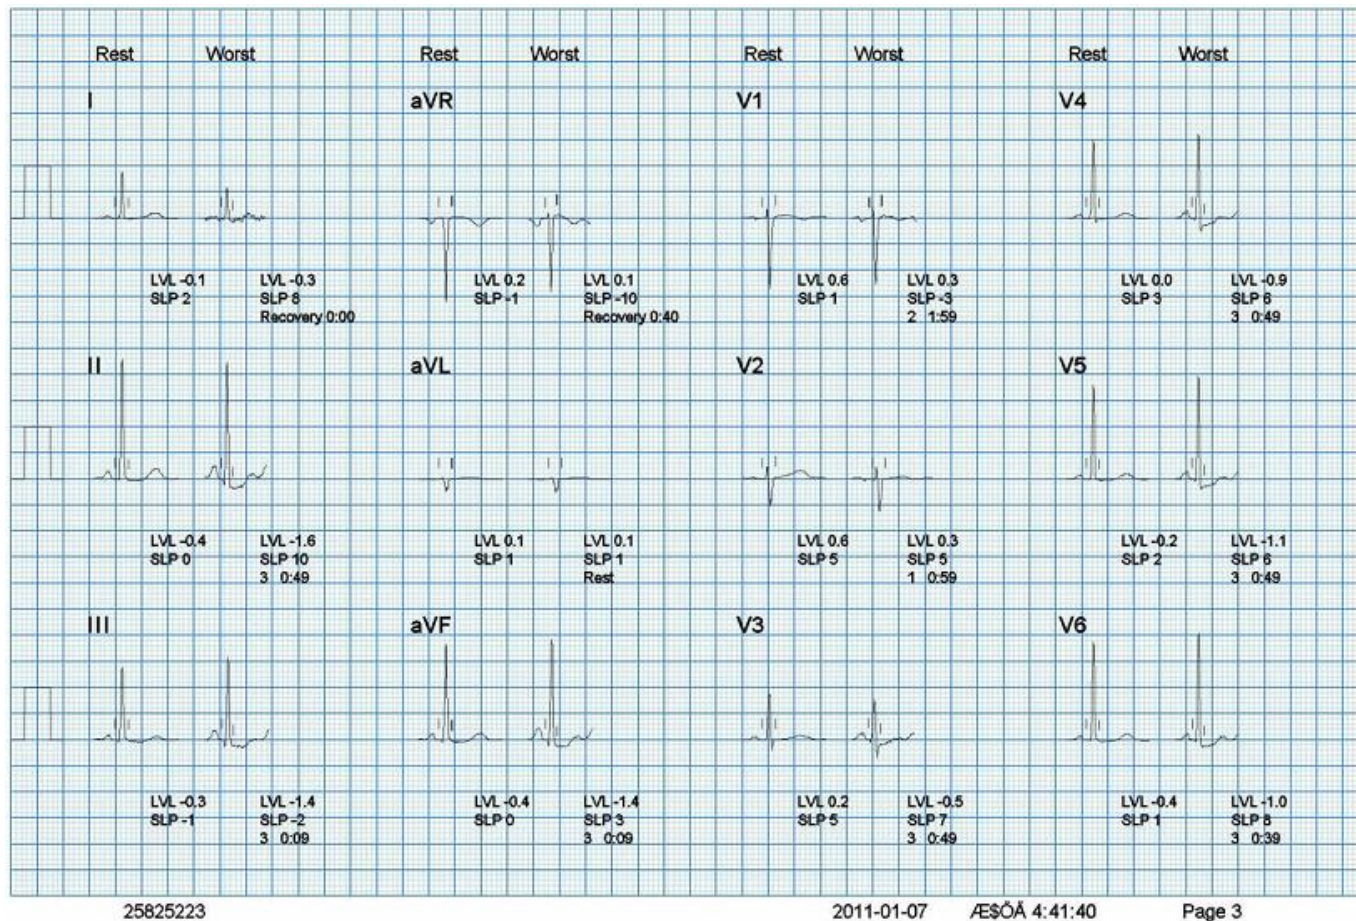 Rest Worst Rest Worst Rest Worst Rest Worst
I aVR V1 V4
LVL -0.1 LVL -0.3 LVL 0.2 LVL 0.1 LVL 0.6 LVL 0.3 LVL 0.0 LVL -0.9
SLP 2 SLP 8 SLP -1 SLP -10 SLP 1 SLP -3 SLP 3 SLP 6
Recovery 0:00 Recovery 0:40 2 1:59 3 0:49
II aVL V2 V5
LVL -0.4 LVL -1.6 LVL 0.1 LVL 0.1 LVL 0.6 LVL 0.3 LVL -0.2 LVL -1.1
SLP 0 SLP 10 SLP 1 SLP 1 SLP 5 SLP 5 SLP 2 SLP 6
3 0:49 Rest 1 0:59 3 0:49
III aVF V3 V6
LVL -0.3 LVL -1.4 LVL -0.4 LVL -1.4 LVL 0.2 LVL -0.5 LVL -0.4 LVL -1.0
SLP -1 SLP -2 SLP 0 SLP 3 SLP 5 SLP 7 SLP 1 SLP 8
3 0:09 3 0:09 3 0:49 3 0:39
25825223 2011-01-07 Æ$ÖÄ 4:41:40 Page 3